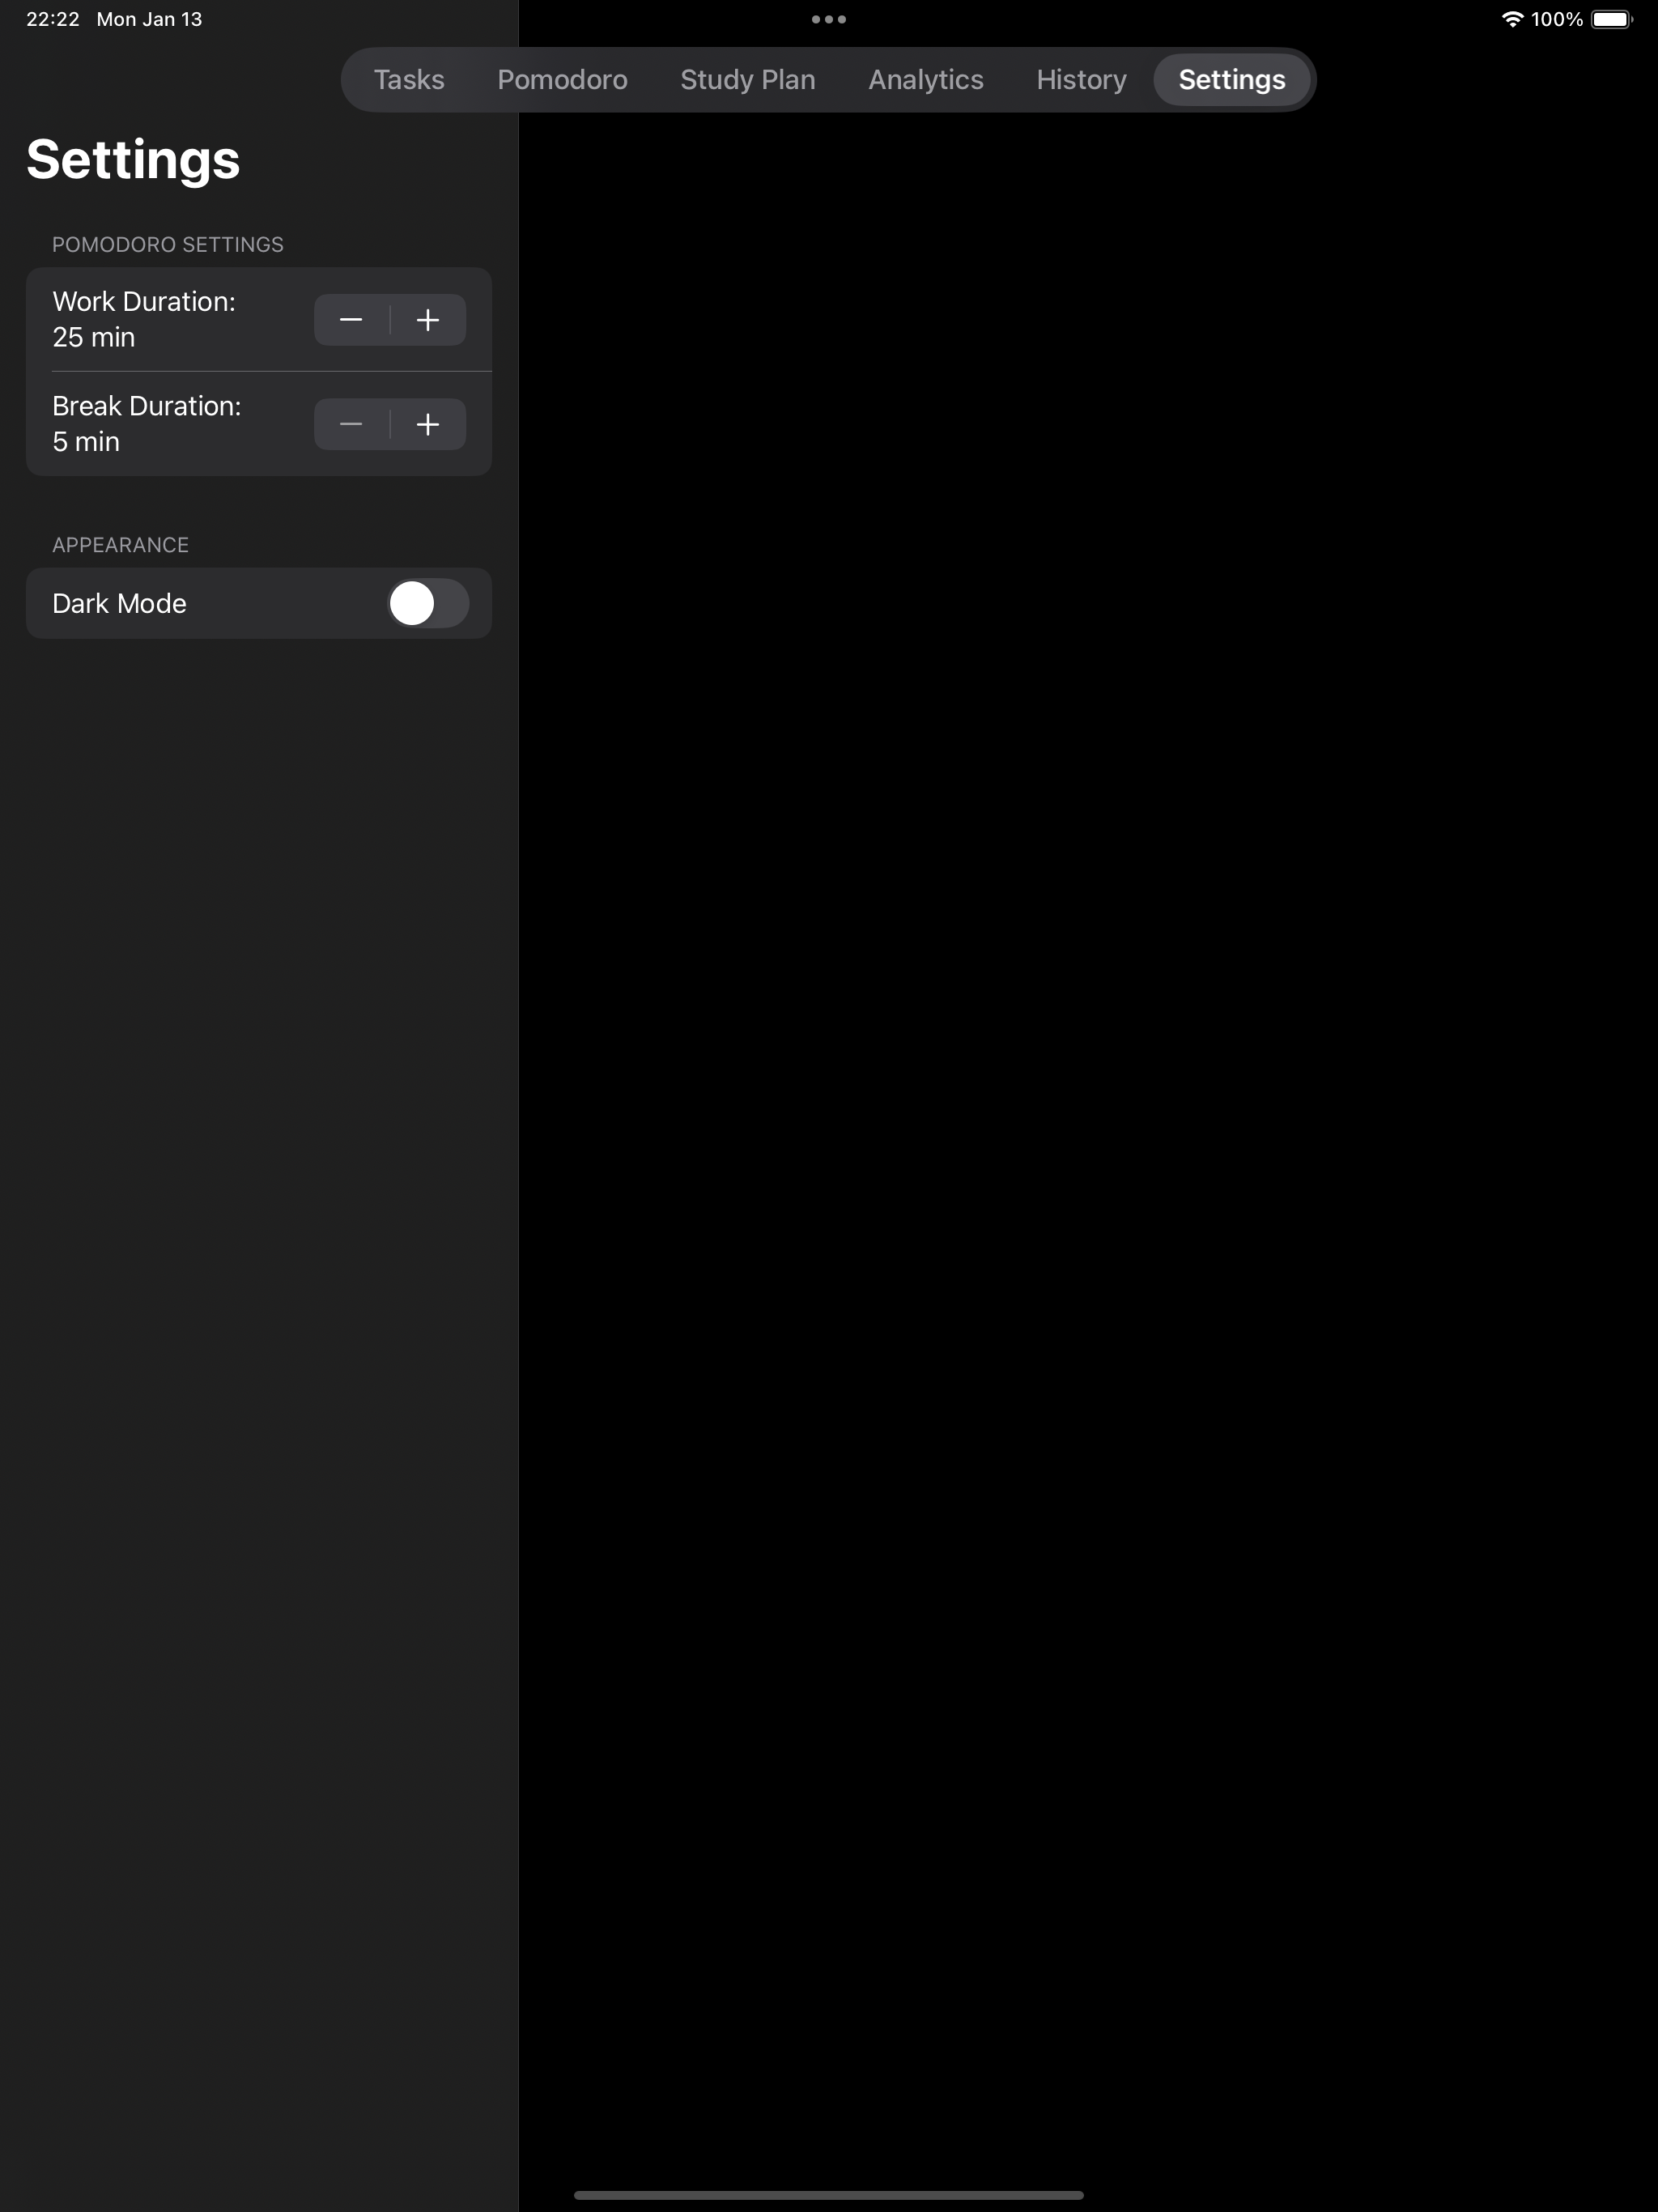 22:22 Mon Jan 13
100%
Tasks Pomodoro Study Plan Analytics History Settings
Settings
POMODORO SETTINGS
Work Duration:
25 min
Break Duration:
5 min
APPEARANCE
Dark Mode